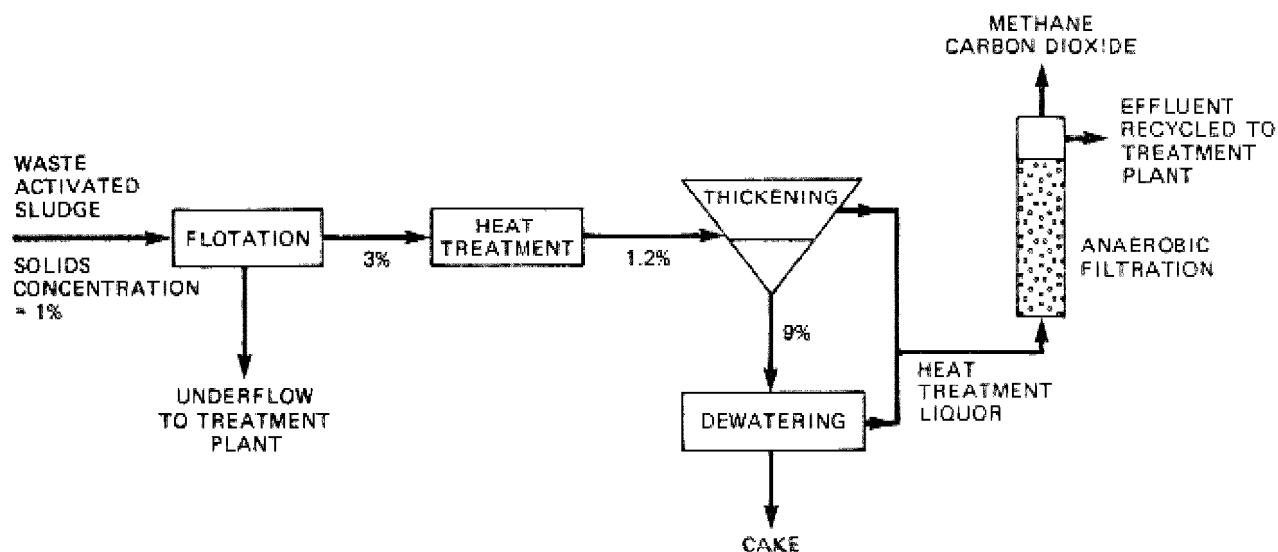 METHANE
CARBON DIOXIDE
EFFLUENT
RECYCLED TO
TREATMENT
PLANT
WASTE
ACTIVATED
SLUDGE
SOLIDS
CONCENTRATION
= 1%
FLOTATION
3%
HEAT
TREATMENT
1.2%
THICKENING
ANAEROBIC
FILTRATION
9%
HEAT
TREATMENT
LIQUOR
UNDERFLOW
TO TREATMENT
PLANT
DEWATERING
CAKE